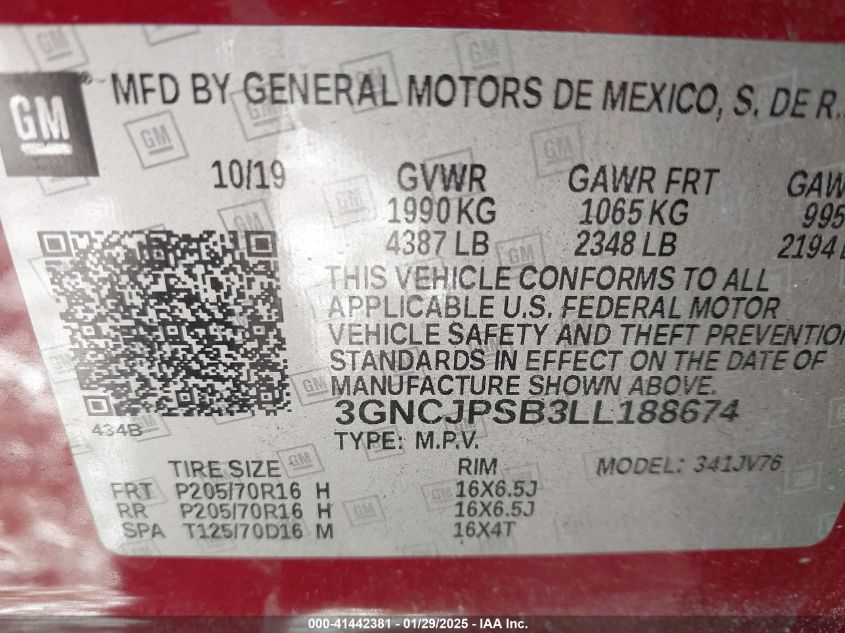 GM
MFD BY GENERAL MOTORS DE MEXICO, S. DE R.
10/19
GVWR GAWR FRT GAW
1990 KG 1065 KG 995
4387 LB 2348 LB 2194
THIS VEHICLE CONFORMS TO ALL
APPLICABLE U.S. FEDERAL MOTOR
VEHICLE SAFETY AND THEFT PREVENTION
STANDARDS IN EFFECT ON THE DATE OF
MANUFACTURE SHOWN ABOVE.
3GNCJPSB3LL188674
434B
TYPE: M.P.V.
TIRE SIZE RIM MODEL: 341JV76
FRT P205/70R16 H 16X6.5J
RR P205/70R16 H 16X6.5J
SPA T125/70D16 M 16X4T
000-41442381 - 01/29/2025 - IAA Inc.